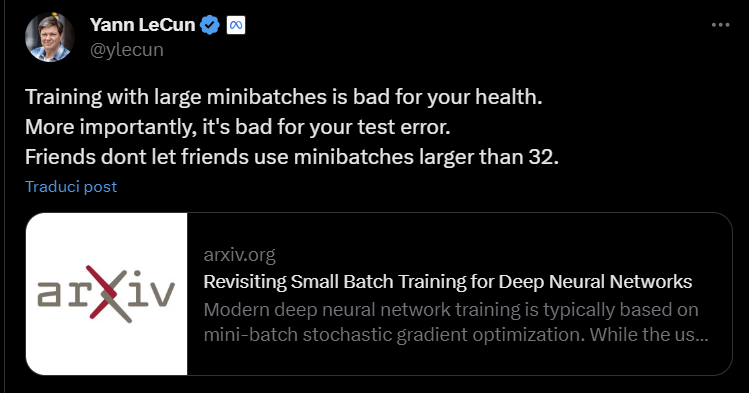 Yann LeCun
@ylecun
Training with large minibatches is bad for your health.
More importantly, it's bad for your test error.
Friends dont let friends use minibatches larger than 32.
Traduci post
arXiv
arxiv.org
Revisiting Small Batch Training for Deep Neural Networks
Modern deep neural network training is typically based on
mini-batch stochastic gradient optimization. While the us...